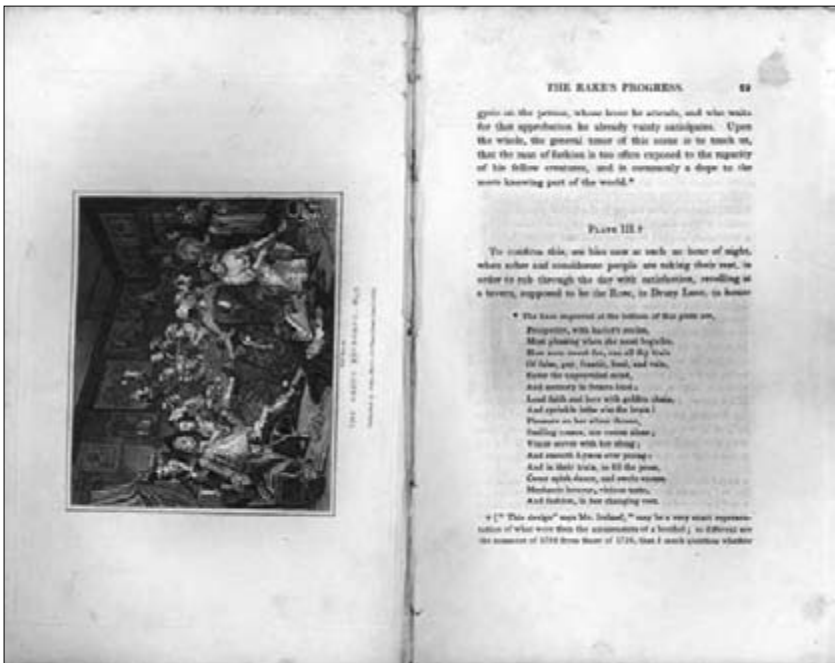 THE RAKE'S PROGRESS.
on the person, whose he attends, and who waits
for that approbation he already vainly anticipates. Upon
the whole, the general tenor of this scene is to teach us,
that the man of fashion is too often exposed to the rapacity
of his fellow creatures, and is commonly a dupe to the
more knowing part of the world.*
PLATE III.†
To confirm this, see him now at such an hour of night,
when sober and considerate people are taking their rest, in
order to rub through the day with satisfaction, revelling at
a tavern, supposed to be the Rose, in Drury Lane, in
* The lines engraved at the bottom of this plate are,
Prosperity, with harlot's smiles,
Most pleasing when she most beguiles,
How soon, sweet foe, can all thy train
Of false, gay, frantic, loud, and vain,
Enter the unprovided mind,
And memory in fetters bind;
Load faith and love with golden chain,
And sprinkle Lethe o'er the brain!
Pleasure on her silver throne,
Smiling comes, nor comes alone;
Venus moves with her along;
And smooth Lyæus ever young;
And in their train, to fill the press,
Come apish dance, and swoln excess
Mechanic honour, vicious taste,
And fashion, in her changing vest.
† [" This design" says Mr. Ireland, " may be a very exact
of what were then the amusements of a brothel; so different are
the manners of from those of that I much question whether